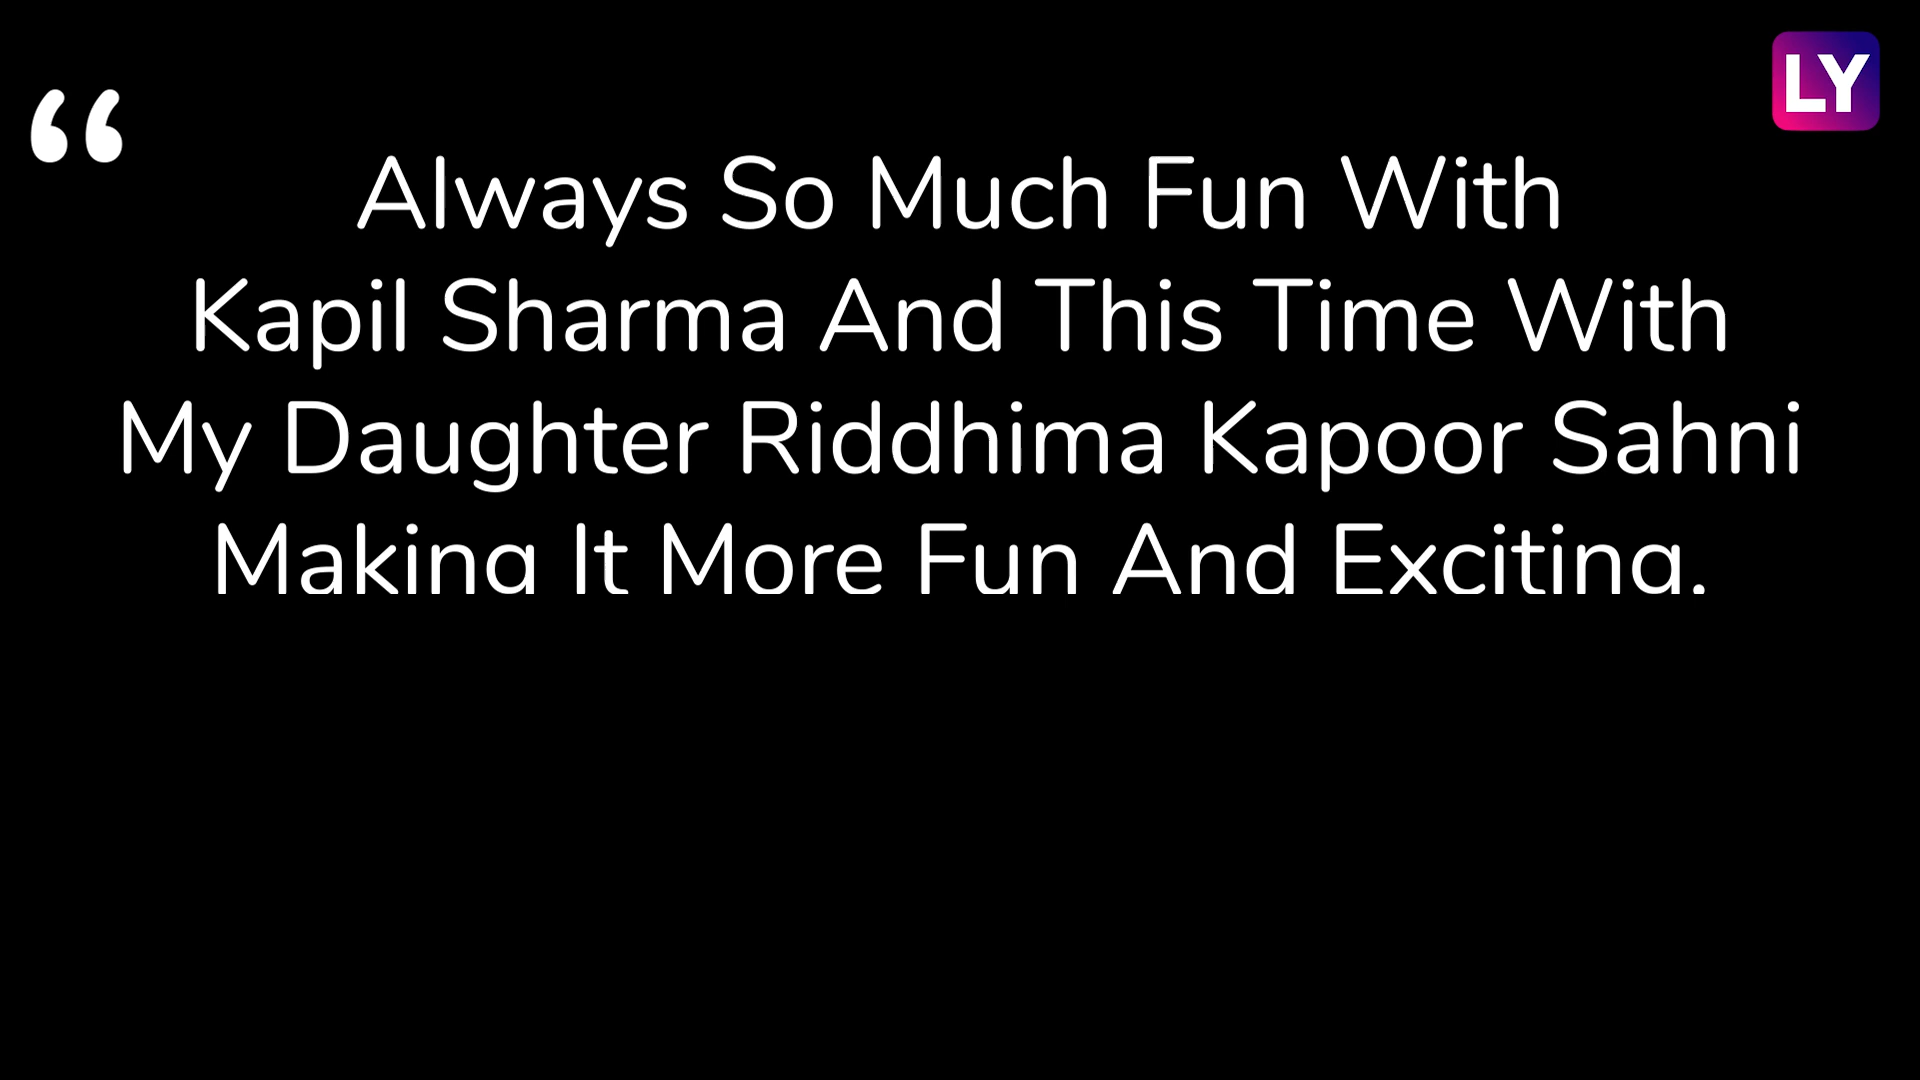 LY
“
Always So Much Fun With
Kapil Sharma And This Time With
My Daughter Riddhima Kapoor Sahni
Making It More Fun And Exciting.